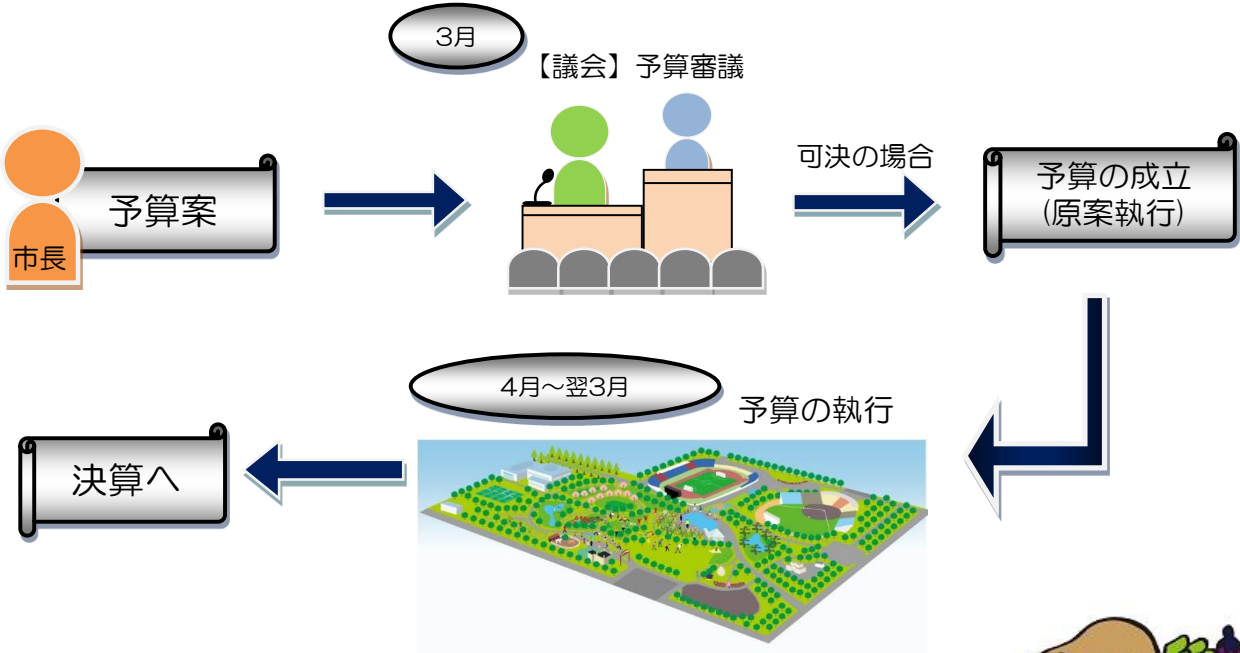 3月
【議会】予算審議
市長
予算案
可決の場合
予算の成立
(原案執行)
4月～翌3月
予算の執行
決算へ